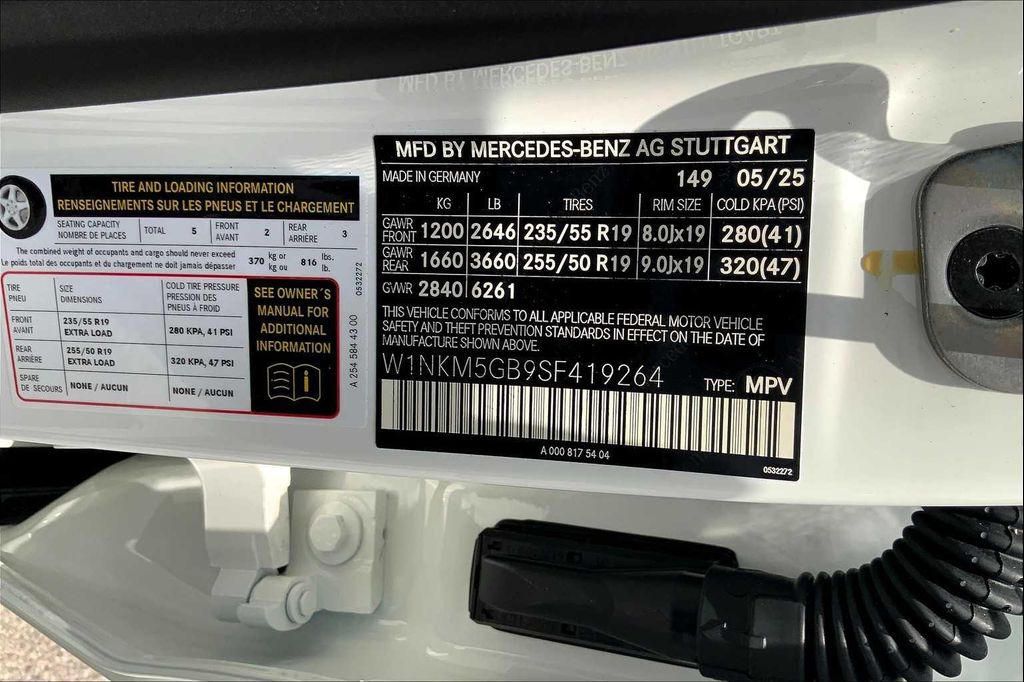 TIRE AND LOADING INFORMATION
RENSEIGNEMENTS SUR LES PNEUS ET LE CHARGEMENT
SEATING CAPACITY
NOMBRE DE PLACES
TOTAL 5
FRONT
AVANT 2
REAR
ARRIÈRE 3
The combined weight of occupants and cargo should never exceed
Le poids total des occupants et du chargement ne doit jamais dépasser
370 kg or
kg ou
816 lbs.
lb.
TIRE
PNEU
SIZE
DIMENSIONS
COLD TIRE PRESSURE
PRESSION DES
PNEUS À FROID
FRONT
AVANT
235/55 R19
EXTRA LOAD
280 KPA, 41 PSI
REAR
ARRIÈRE
255/50 R19
EXTRA LOAD
320 KPA, 47 PSI
SPARE
DE SECOURS
NONE / AUCUN
NONE / AUCUN
SEE OWNER´S
MANUAL FOR
ADDITIONAL
INFORMATION
i
0532272
A 254 584 43 00
MFD BY MERCEDES-BENZ AG STUTTGART
MADE IN GERMANY 149 05/25
KG LB TIRES RIM SIZE COLD KPA (PSI)
GAWR
FRONT 1200 2646 235/55 R19 8.0Jx19 280(41)
GAWR
REAR 1660 3660 255/50 R19 9.0Jx19 320(47)
GVWR 2840 6261
THIS VEHICLE CONFORMS TO ALL APPLICABLE FEDERAL MOTOR VEHICLE
SAFETY AND THEFT PREVENTION STANDARDS IN EFFECT ON THE DATE OF
MANUFACTURE SHOWN ABOVE.
W1NKM5GB9SF419264 TYPE: MPV
A 000 817 54 04
0532272